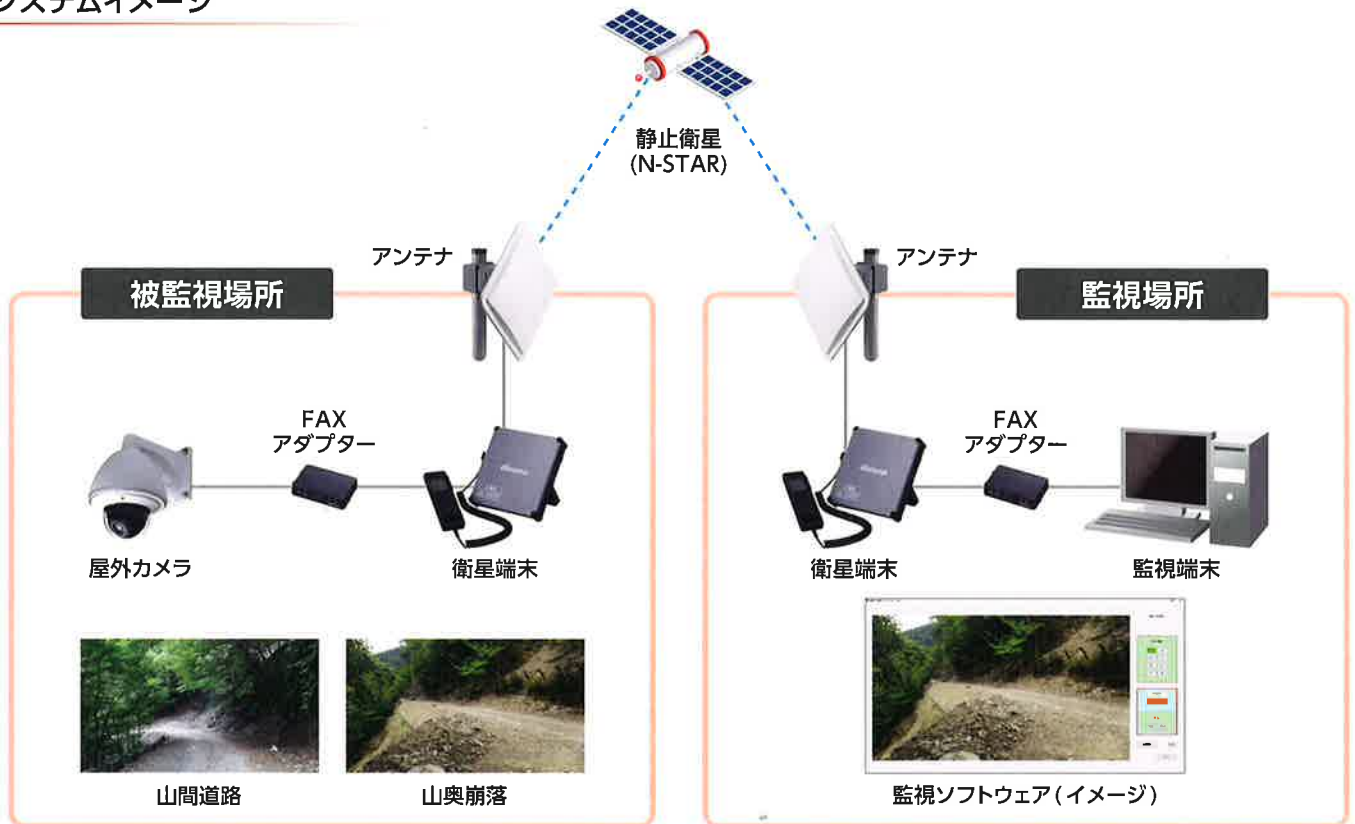 システムイメージ
静止衛星
(N-STAR)
アンテナ
アンテナ
被監視場所
監視場所
FAX
アダプター
FAX
アダプター
屋外カメラ
衛星端末
衛星端末
監視端末
山間道路
山奥崩落
監視ソフトウェア(イメージ)